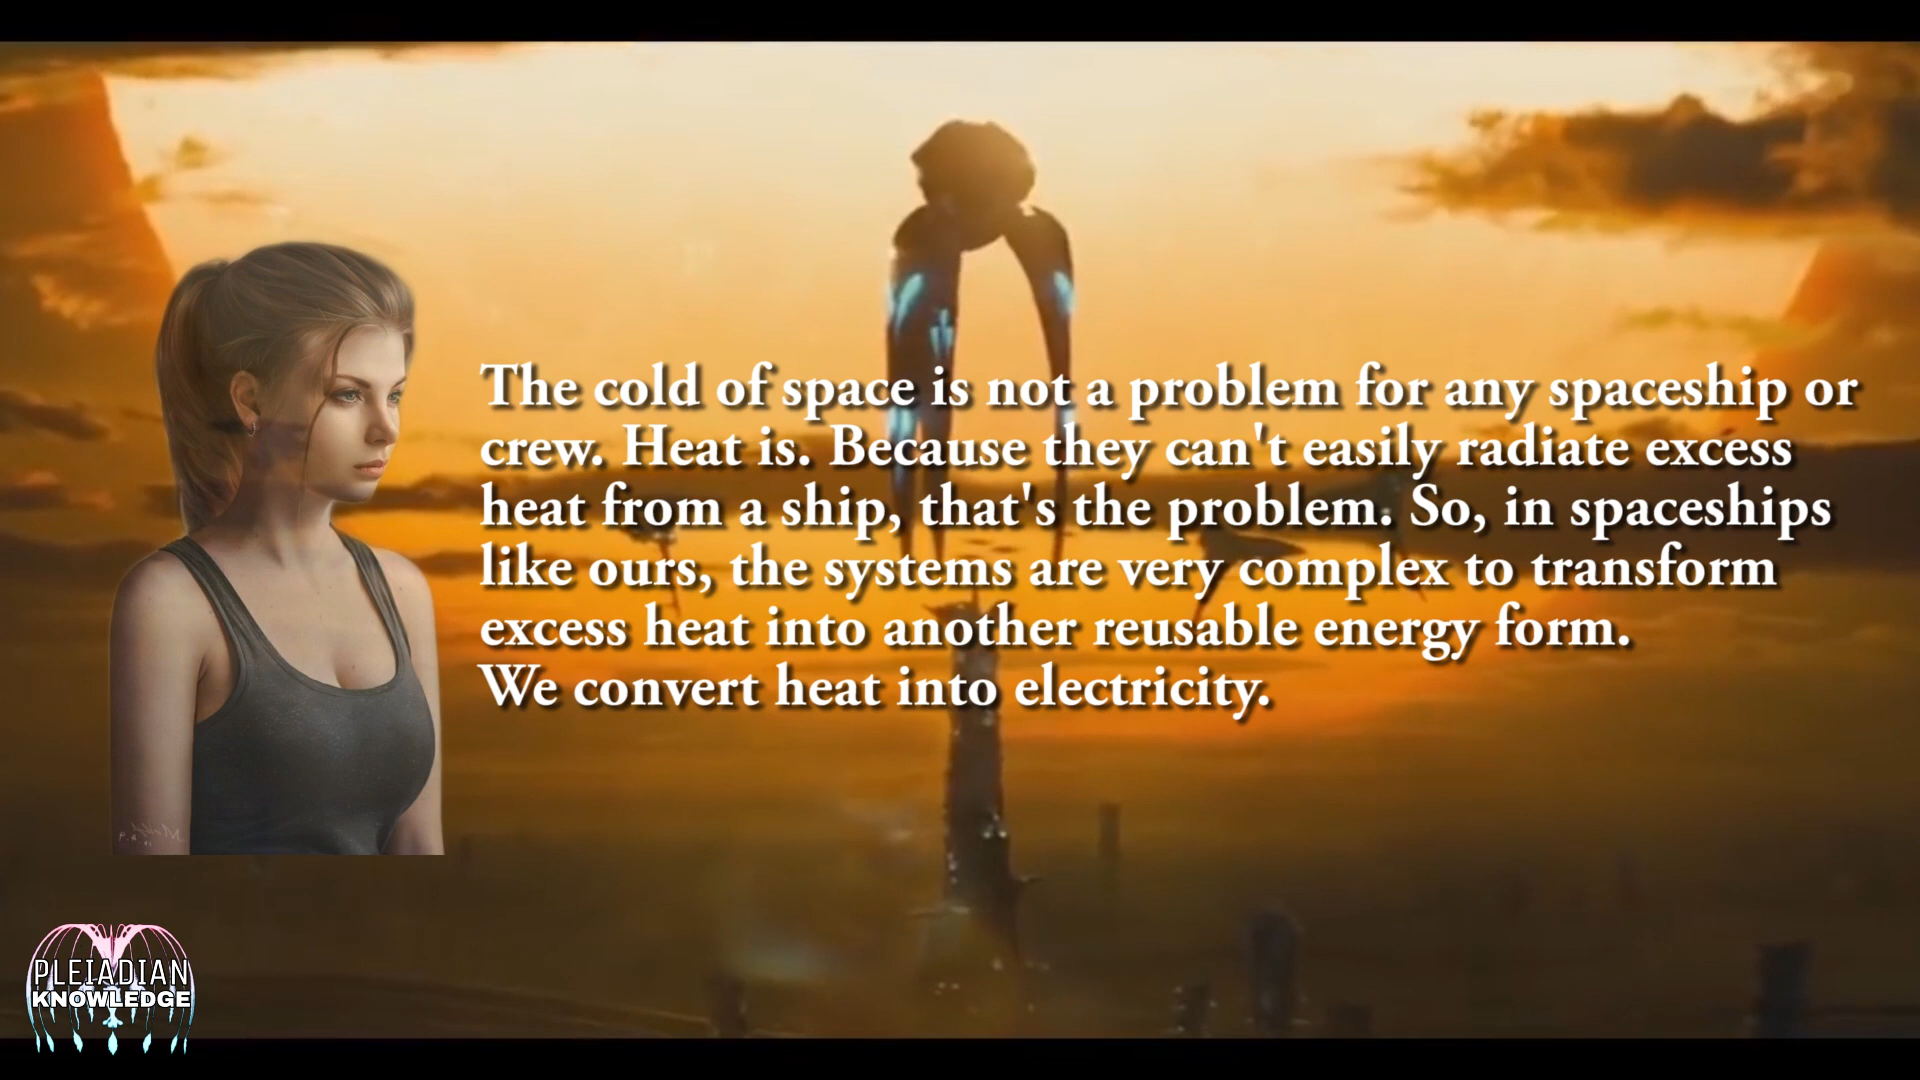 The cold of space is not a problem for any spaceship or
crew. Heat is. Because they can't easily radiate excess
heat from a ship, that's the problem. So, in spaceships
like ours, the systems are very complex to transform
excess heat into another reusable energy form.
We convert heat into electricity.
PLEIADIAN
KNOWLEDGE